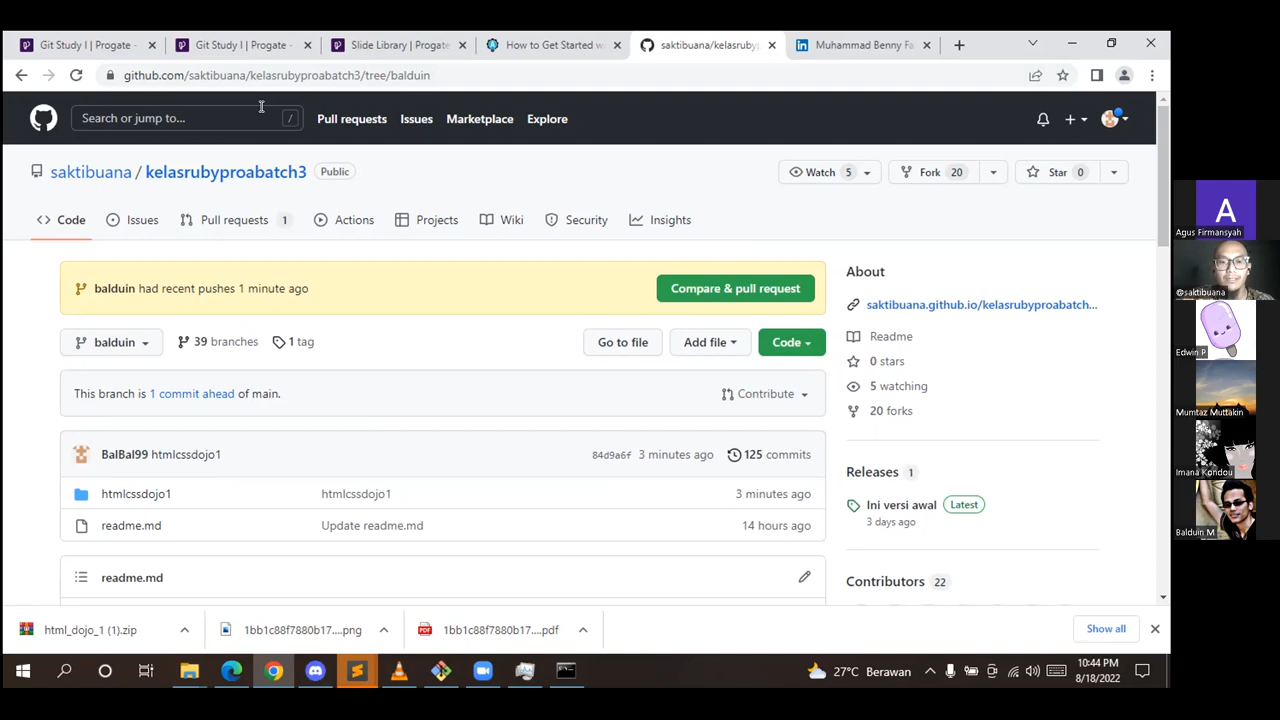 Git Study I | Progate -
Git Study I | Progate -
Slide Library | Progate
How to Get Started w
saktibuana/kelasruby
Muhammad Benny Fa
github.com/saktibuana/kelasrubyproabatch3/tree/balduin
Search or jump to...
/
Pull requests
Issues
Marketplace
Explore
saktibuana / kelasrubyproabatch3
Public
Watch 5
Fork 20
Star 0
Code
Issues
Pull requests 1
Actions
Projects
Wiki
Security
Insights
balduin had recent pushes 1 minute ago
Compare & pull request
balduin
39 branches
1 tag
Go to file
Add file
Code
This branch is 1 commit ahead of main.
Contribute
BalBal99 htmlcssdojo1
84d9a6f 3 minutes ago
125 commits
htmlcssdojo1
htmlcssdojo1
3 minutes ago
readme.md
Update readme.md
14 hours ago
readme.md
About
saktibuana.github.io/kelasrubyproabatch...
Readme
0 stars
5 watching
20 forks
Releases 1
Ini versi awal
Latest
3 days ago
Contributors 22
A
Agus Firmansyah
@saktibuana
Edwin P
Mumtaz Muttakin
Imana Kondou
Balduin M
html_dojo_1 (1).zip
1bb1c88f7880b17....png
1bb1c88f7880b17....pdf
Show all
27°C Berawan
10:44 PM
8/18/2022